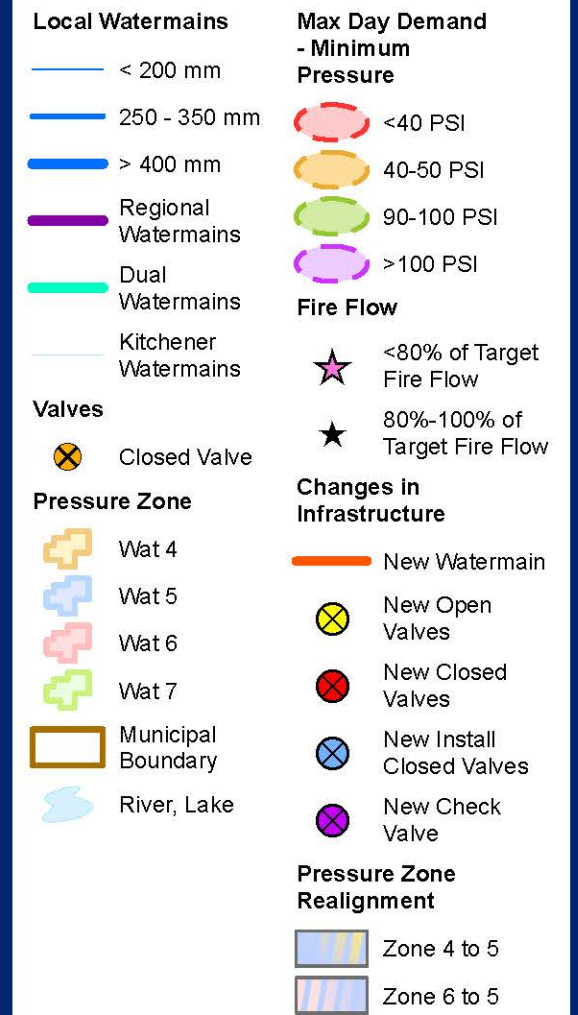 Local Watermains
< 200 mm
250 - 350 mm
> 400 mm
Regional
Watermains
Dual
Watermains
Kitchener
Watermains
Valves
Closed Valve
Pressure Zone
Wat 4
Wat 5
Wat 6
Wat 7
Municipal
Boundary
River, Lake
Max Day Demand
- Minimum
Pressure
<40 PSI
40-50 PSI
90-100 PSI
>100 PSI
Fire Flow
<80% of Target
Fire Flow
80%-100% of
Target Fire Flow
Changes in
Infrastructure
New Watermain
New Open
Valves
New Closed
Valves
New Install
Closed Valves
New Check
Valve
Pressure Zone
Realignment
Zone 4 to 5
Zone 6 to 5